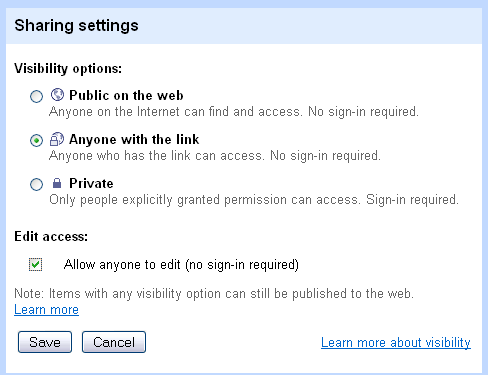 Sharing settings
Visibility options:
Public on the web
Anyone on the Internet can find and access. No sign-in required.
Anyone with the link
Anyone who has the link can access. No sign-in required.
Private
Only people explicitly granted permission can access. Sign-in required.
Edit access:
Allow anyone to edit (no sign-in required)
Note: Items with any visibility option can still be published to the web.
Learn more
Save Cancel Learn more about visibility